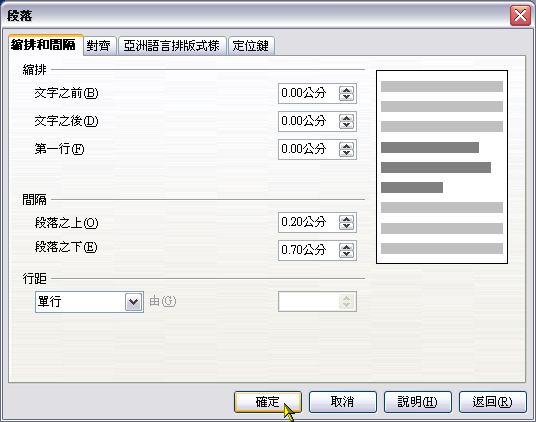 段落
縮排和間隔 對齊 亞洲語言排版式樣 定位鍵
縮排
文字之前(B) 0.00公分
文字之後(D) 0.00公分
第一行(F) 0.00公分
間隔
段落之上(O) 0.20公分
段落之下(E) 0.70公分
行距
單行 由(G)
確定 取消 說明(H) 返回(R)